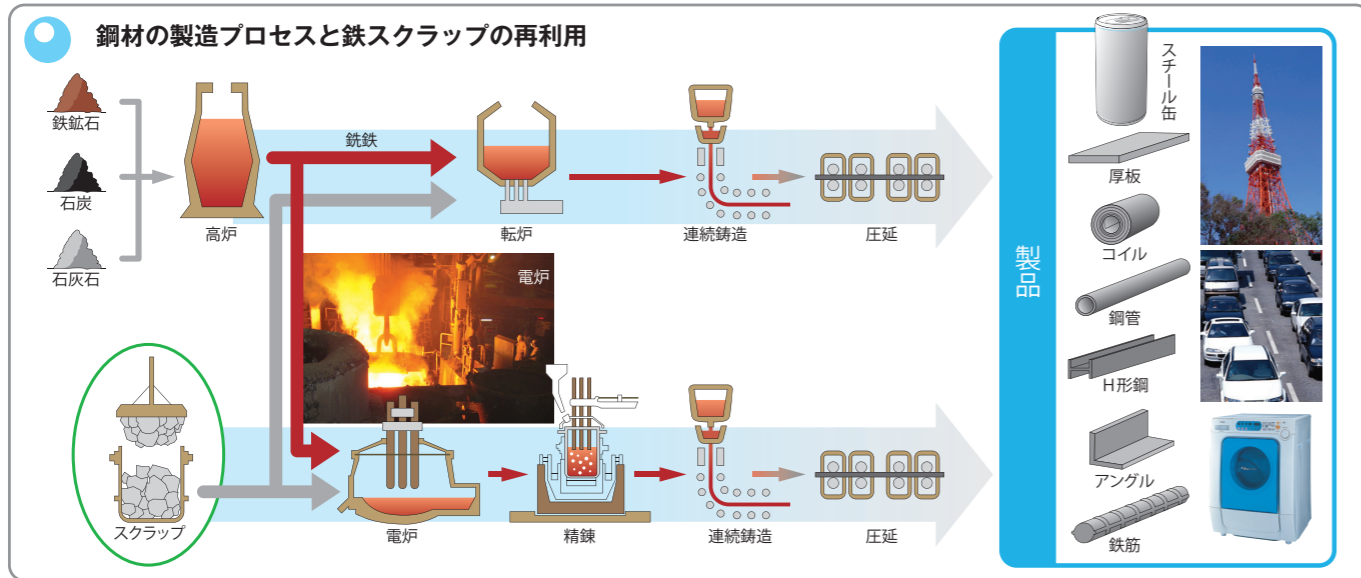 鋼材の製造プロセスと鉄スクラップの再利用
鉄鉱石
石炭
石灰石
高炉
銑鉄
転炉
連続鋳造
圧延
電炉
スクラップ
電炉
精錬
連続鋳造
圧延
製品
スチール缶
厚板
コイル
鋼管
H形鋼
アングル
鉄筋